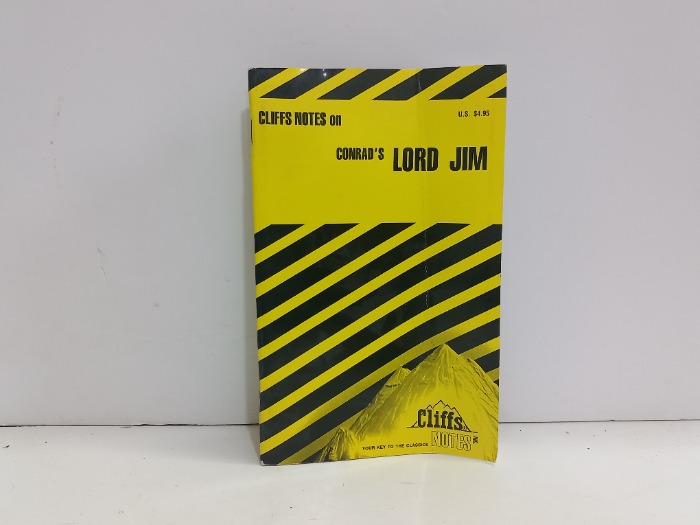 CLIFFS NOTES on
U.S. $4.95
CONRAD'S LORD JIM
Cliffs
NOTES
YOUR KEY TO THE CLASSICS